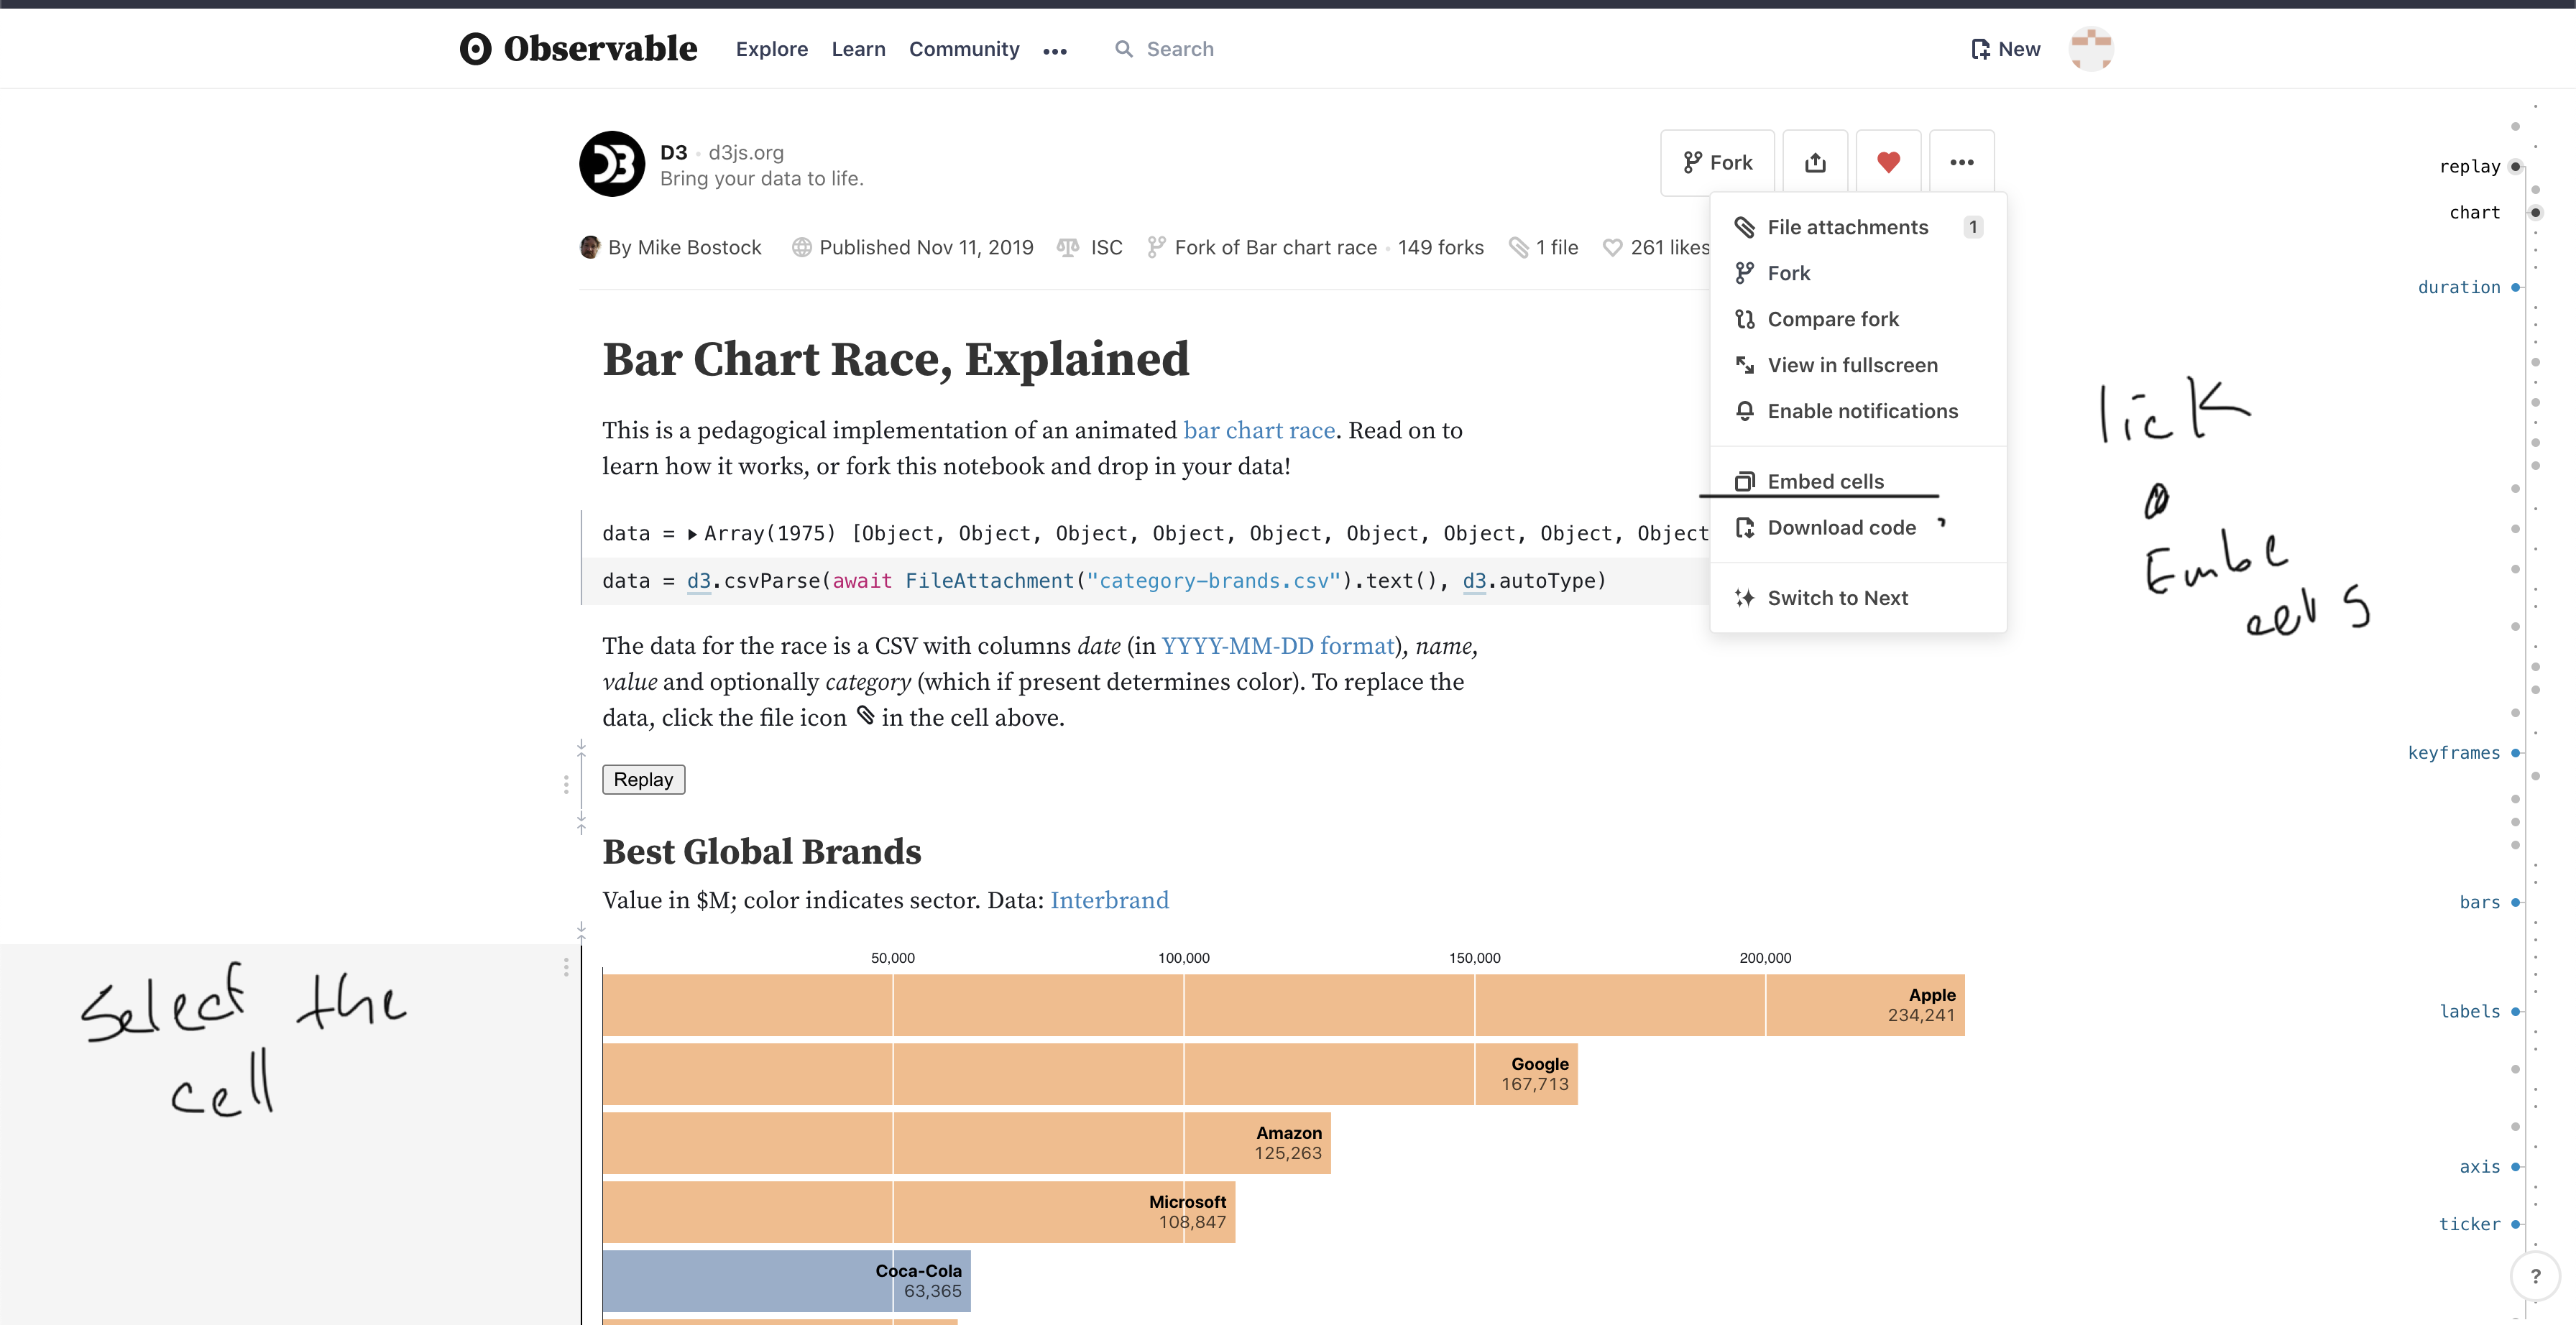 Observable Explore Learn Community ••• Search New
D3 • d3js.org
Bring your data to life.
Fork
By Mike Bostock Published Nov 11, 2019 ISC Fork of Bar chart race • 149 forks 1 file 261 likes
File attachments 1
Fork
Compare fork
View in fullscreen
Enable notifications
Embed cells
Download code
Switch to Next
Bar Chart Race, Explained
This is a pedagogical implementation of an animated bar chart race. Read on to
learn how it works, or fork this notebook and drop in your data!
data = ▸ Array(1975) [Object, Object, Object, Object, Object, Object, Object, Object, Object
data = d3.csvParse(await FileAttachment("category-brands.csv").text(), d3.autoType)
The data for the race is a CSV with columns date (in YYYY-MM-DD format), name,
value and optionally category (which if present determines color). To replace the
data, click the file icon in the cell above.
Replay
Best Global Brands
Value in $M; color indicates sector. Data: Interbrand
50,000 100,000 150,000 200,000
Apple
234,241
Google
167,713
Amazon
125,263
Microsoft
108,847
Coca-Cola
63,365
Select the
cell
lick
Embe
cells
replay
chart
duration
keyframes
bars
labels
axis
ticker
?